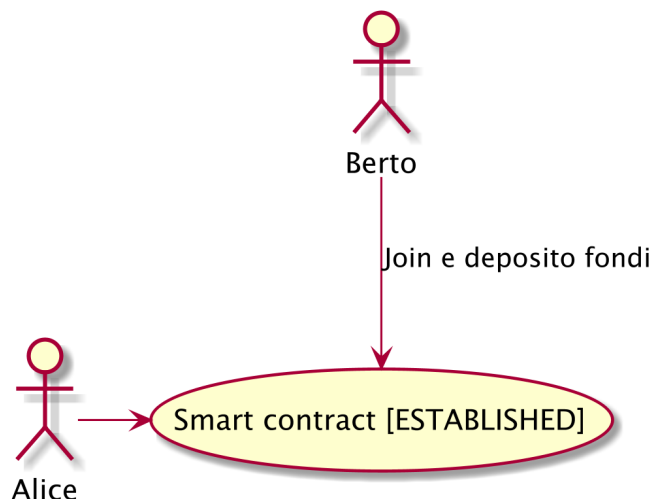 Berto
Join e deposito fondi
Smart contract [ESTABLISHED]
Alice